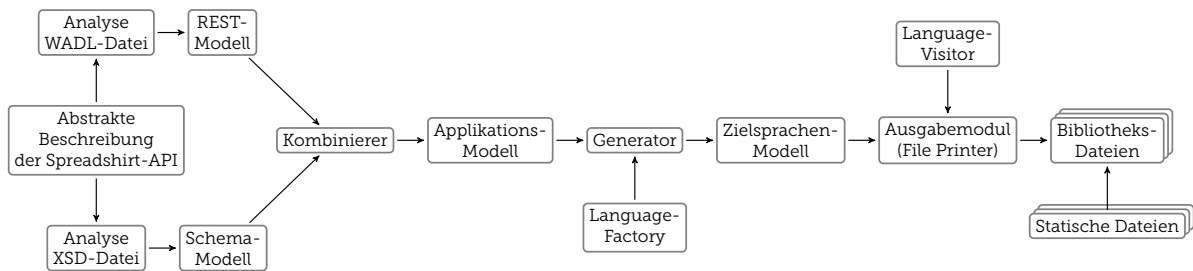 Analyse
WADL-Datei
REST-
Modell
Abstrakte
Beschreibung
der Spreadshirt-API
Analyse
XSD-Datei
Schema-
Modell
Kombinierer
Applikations-
Modell
Generator
Language-
Factory
Zielsprachen-
Modell
Language-
Visitor
Ausgabemodul
(File Printer)
Bibliotheks-
Dateien
Statische Dateien